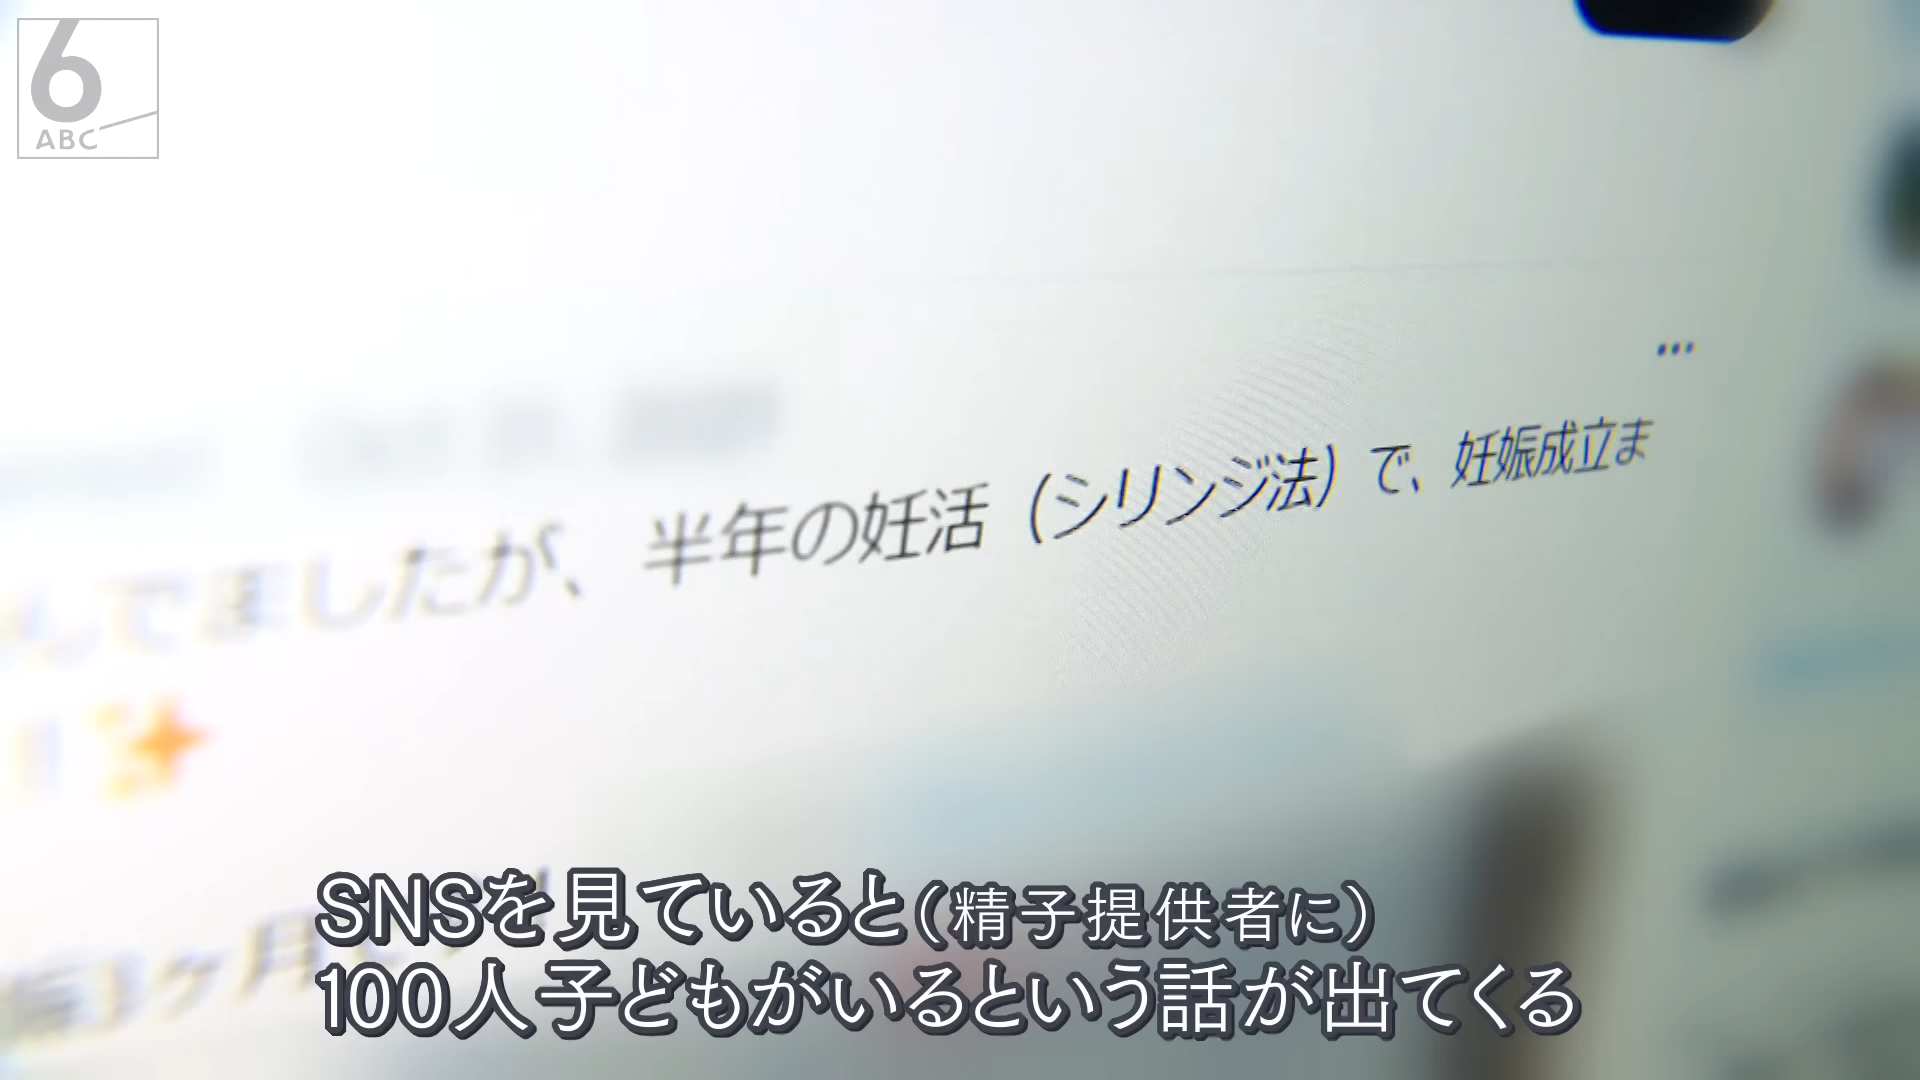 6
ABC
…
してましたが、半年の妊活（シリンジ法）で、妊娠成立ま
SNSを見ていると（精子提供者に）
100人子どもがいるという話が出てくる